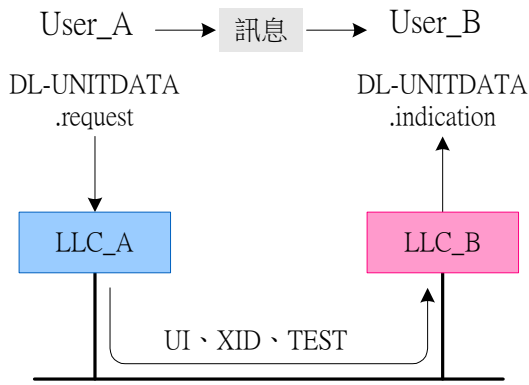 User_A
訊息
User_B
DL-UNITDATA
.request
DL-UNITDATA
.indication
LLC_A
LLC_B
UI、XID、TEST